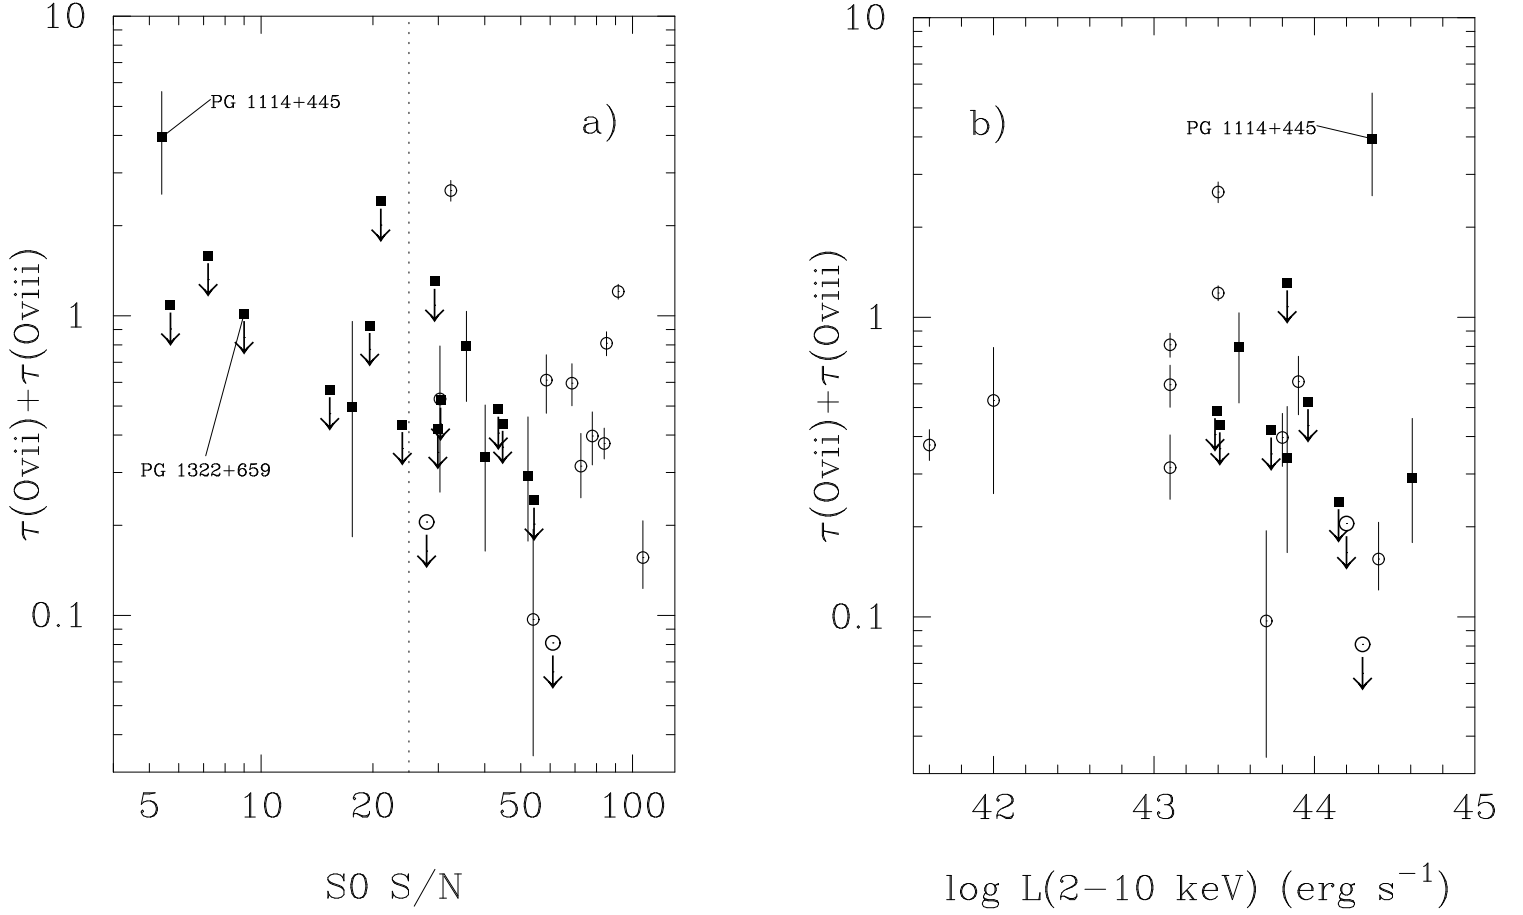 10
PG 1114+445
a)
1
PG 1322+659
0.1
τ(Ovii)+τ(Oviii)
5 10 20 50 100
S0 S/N
10
b)
PG 1114+445
1
0.1
τ(Ovii)+τ(Oviii)
42 43 44 45
log L(2−10 keV) (erg s⁻¹)